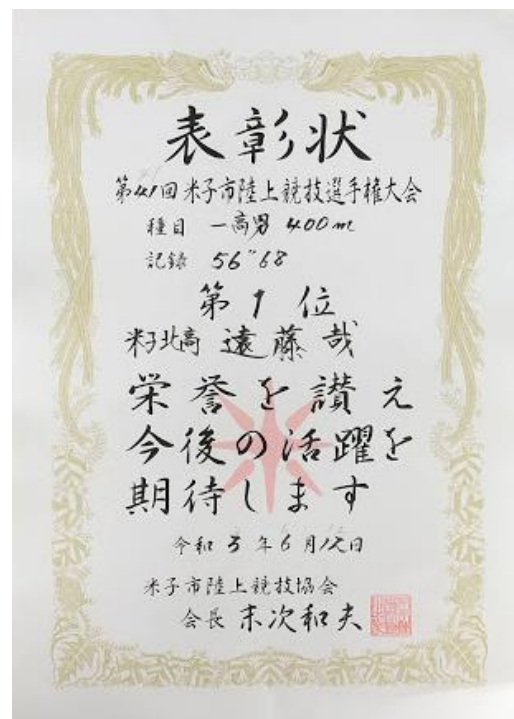 表彰状
第41回米子市陸上競技選手権大会
種目 一高男 400m
記録 56"68
第1位
米子北高 遠藤哉
栄誉を讃え
今後の活躍を
期待します
令和3年6月12日
米子市陸上競技協会
会長 末次和夫